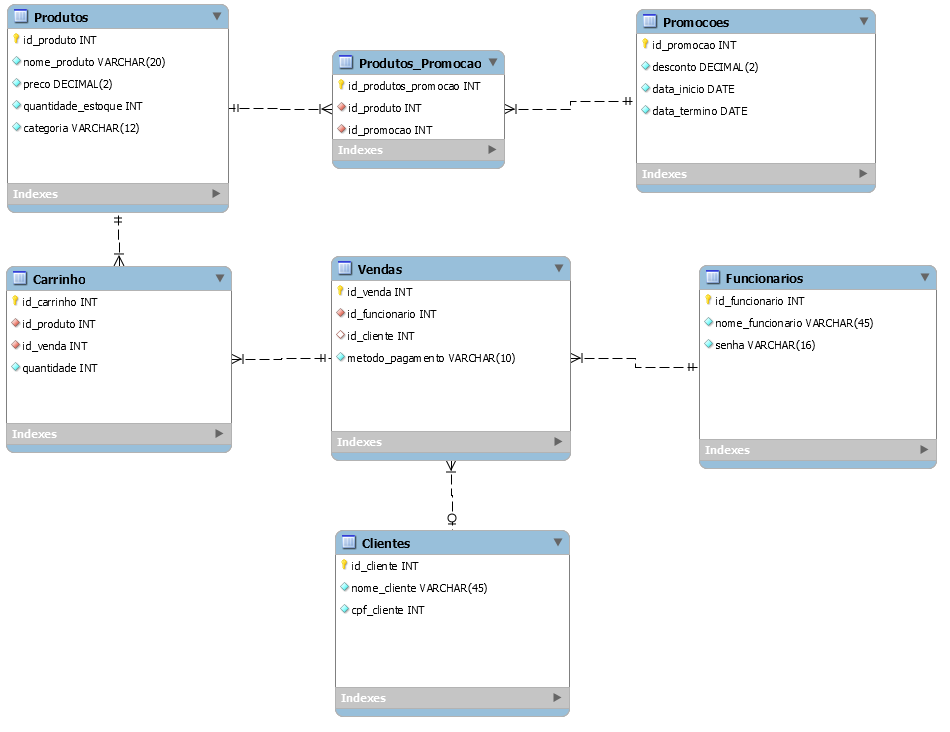 Produtos
id_produto INT
nome_produto VARCHAR(20)
preco DECIMAL(2)
quantidade_estoque INT
categoria VARCHAR(12)
Indexes
Produtos_Promocao
id_produtos_promocao INT
id_produto INT
id_promocao INT
Indexes
Promocoes
id_promocao INT
desconto DECIMAL(2)
data_inicio DATE
data_termino DATE
Indexes
Carrinho
id_carrinho INT
id_produto INT
id_venda INT
quantidade INT
Indexes
Vendas
id_venda INT
id_funcionario INT
id_cliente INT
metodo_pagamento VARCHAR(10)
Indexes
Funcionarios
id_funcionario INT
nome_funcionario VARCHAR(45)
senha VARCHAR(16)
Indexes
Clientes
id_cliente INT
nome_cliente VARCHAR(45)
cpf_cliente INT
Indexes